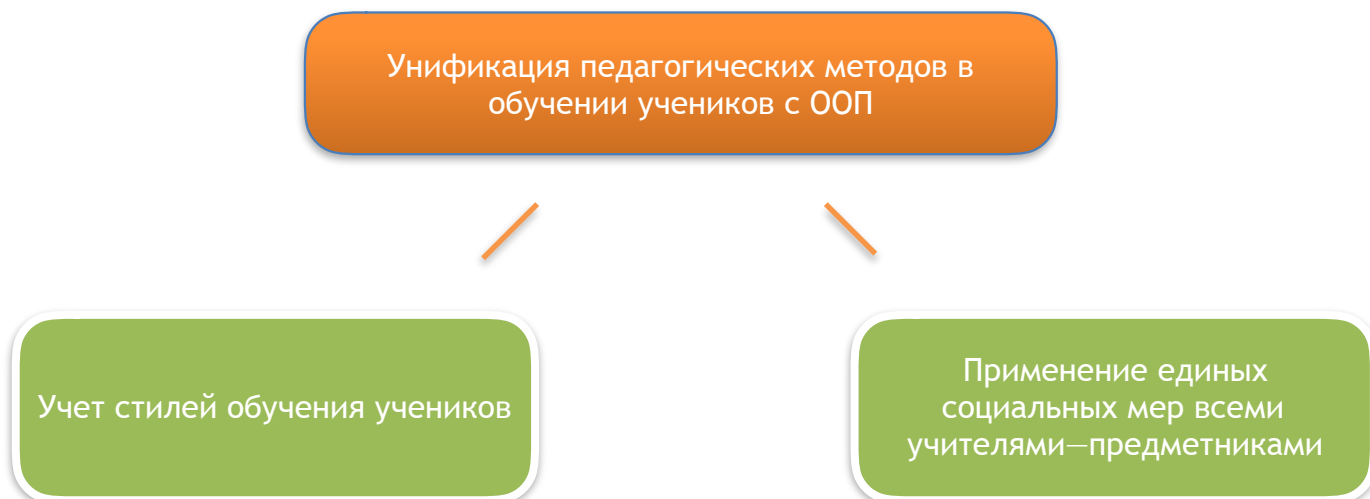 Унификация педагогических методов в
обучении учеников с ООП
Учет стилей обучения учеников
Применение единых
социальных мер всеми
учителями—предметниками